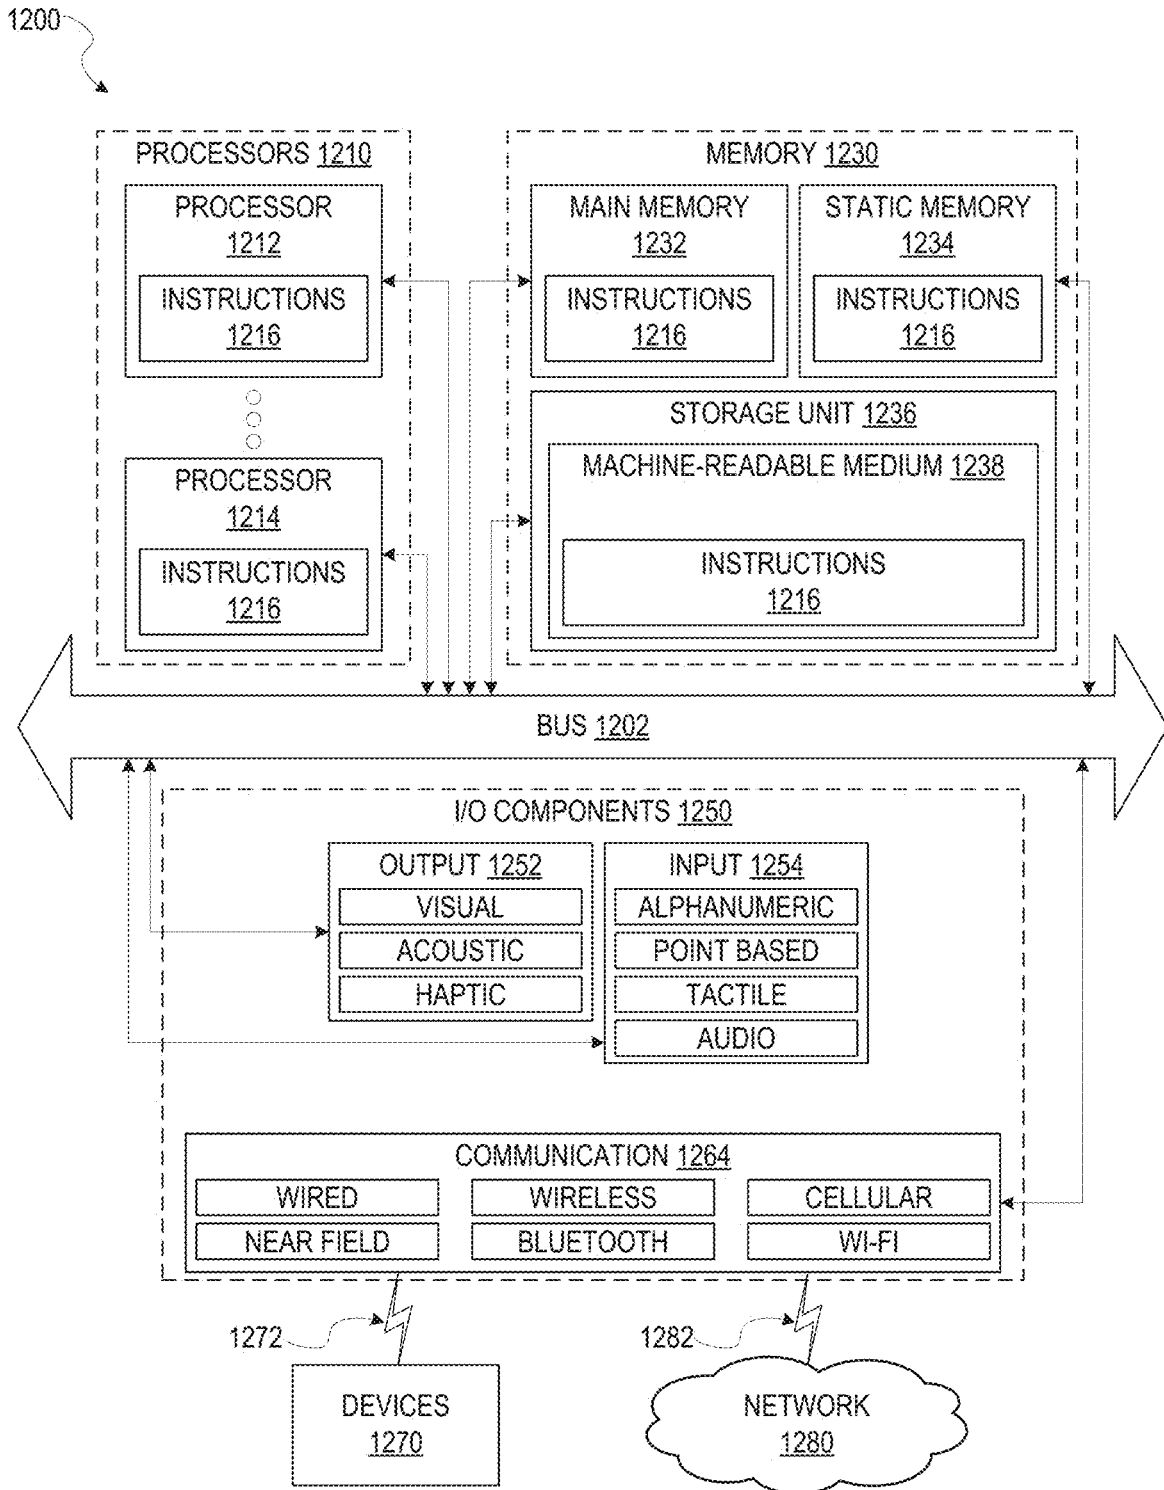 1200
PROCESSORS 1210
PROCESSOR
1212
INSTRUCTIONS
1216
PROCESSOR
1214
INSTRUCTIONS
1216
MEMORY 1230
MAIN MEMORY
1232
INSTRUCTIONS
1216
STATIC MEMORY
1234
INSTRUCTIONS
1216
STORAGE UNIT 1236
MACHINE-READABLE MEDIUM 1238
INSTRUCTIONS
1216
BUS 1202
I/O COMPONENTS 1250
OUTPUT 1252
VISUAL
ACOUSTIC
HAPTIC
INPUT 1254
ALPHANUMERIC
POINT BASED
TACTILE
AUDIO
COMMUNICATION 1264
WIRED
WIRELESS
CELLULAR
NEAR FIELD
BLUETOOTH
WI-FI
1272
1282
DEVICES
1270
NETWORK
1280